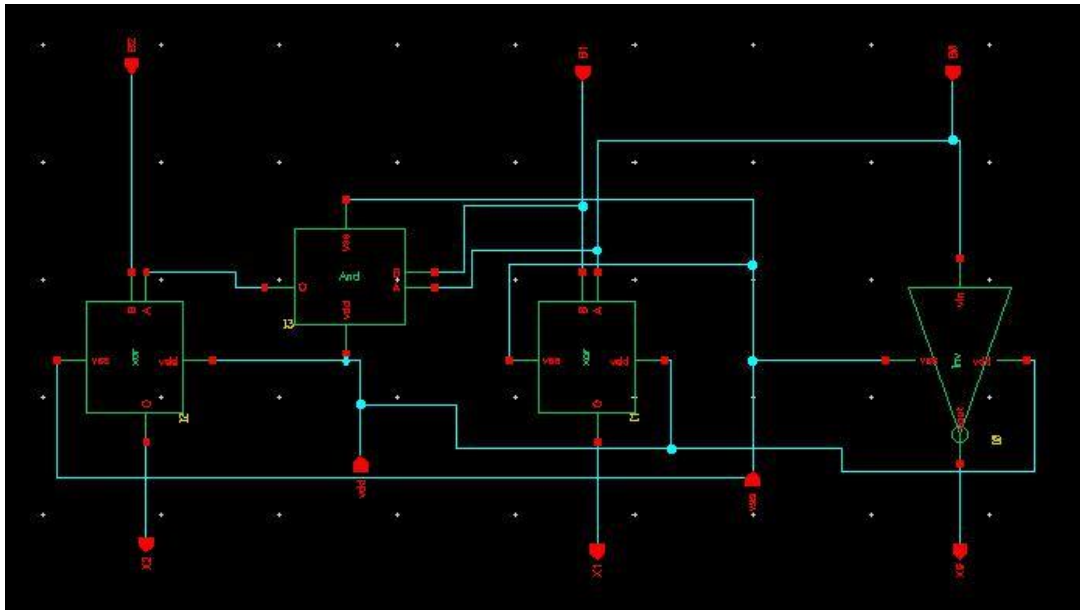 B2
B1
B0
vss
And
O
B
A
vdd
I3
B A
xor
vss
vdd
O
I2
B A
xor
vss
vdd
O
I1
vin
Inv
vss
vdd
vout
I0
vdd
vss
X2
X1
X0